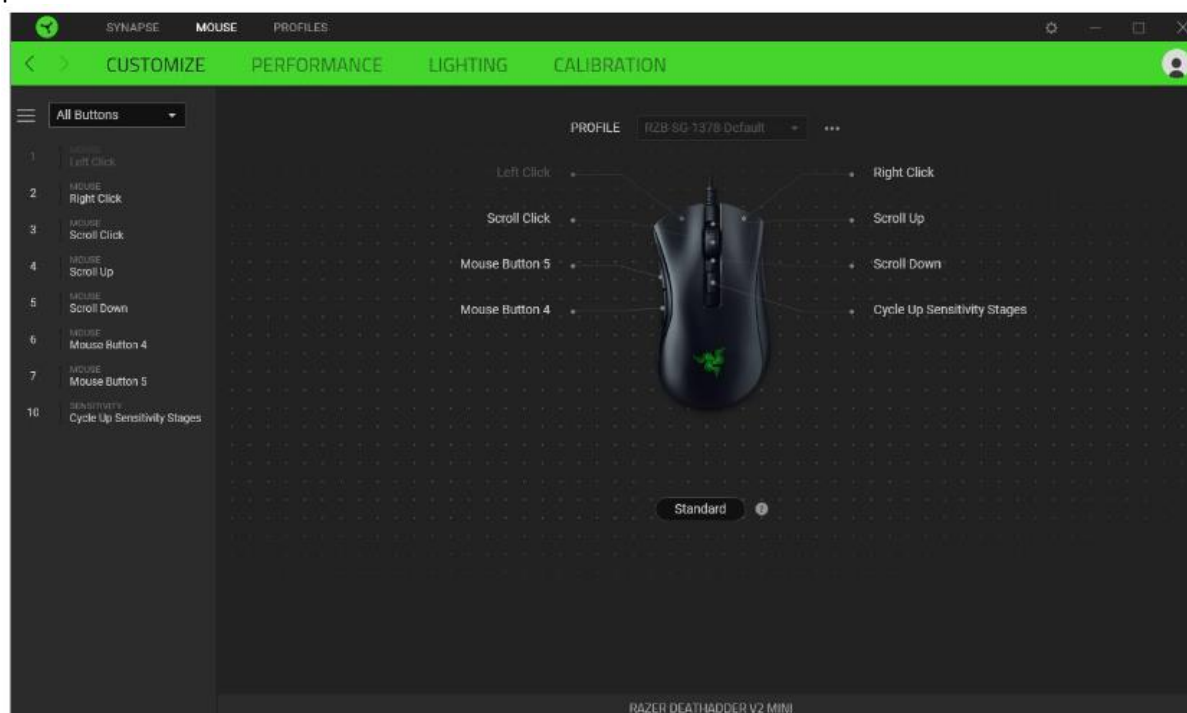 SYNAPSE MOUSE PROFILES
CUSTOMIZE PERFORMANCE LIGHTING CALIBRATION
All Buttons
PROFILE RZB-SG-1378 Default
1 MOUSE
Left Click
2 MOUSE
Right Click
3 MOUSE
Scroll Click
4 MOUSE
Scroll Up
5 MOUSE
Scroll Down
6 MOUSE
Mouse Button 4
7 MOUSE
Mouse Button 5
10 SENSITIVITY
Cycle Up Sensitivity Stages
Left Click
Scroll Click
Mouse Button 5
Mouse Button 4
Right Click
Scroll Up
Scroll Down
Cycle Up Sensitivity Stages
Standard
RAZER DEATHADDER V2 MINI